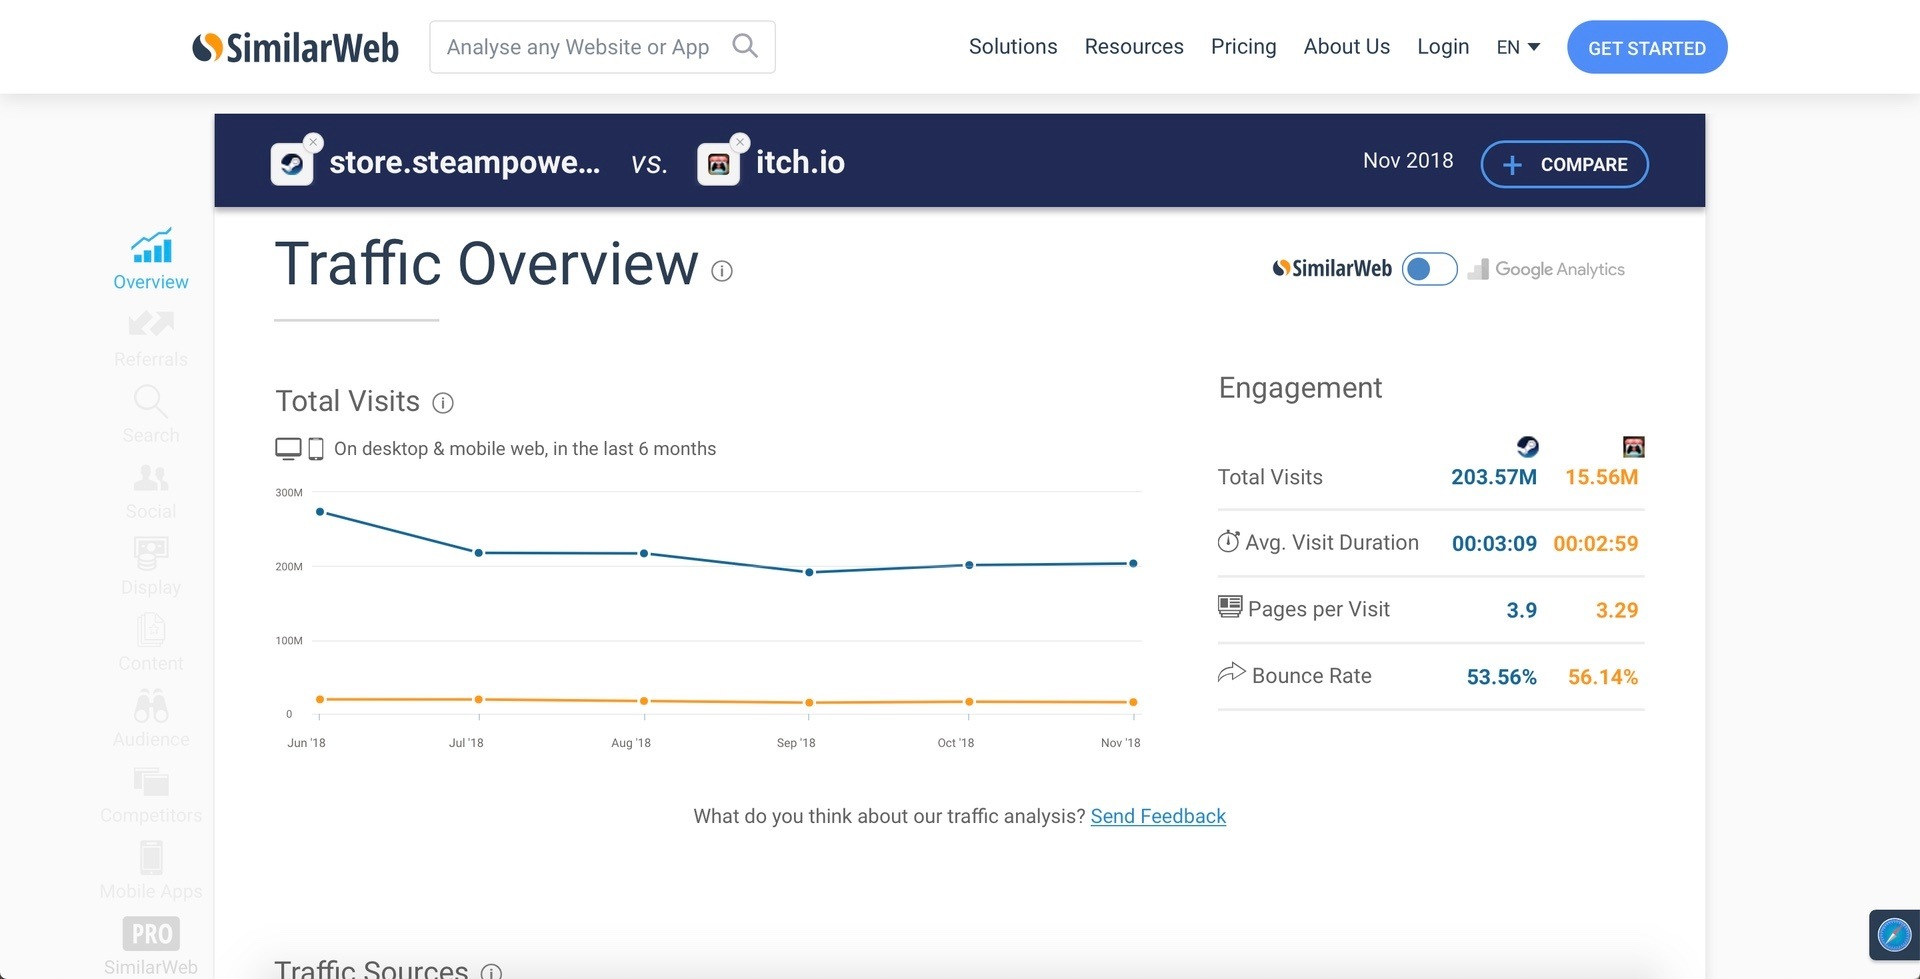 SimilarWeb
Analyse any Website or App
Solutions Resources Pricing About Us Login EN GET STARTED
store.steampowe... vs. itch.io
Nov 2018 + COMPARE
Traffic Overview
SimilarWeb Google Analytics
Overview
Referrals
Search
Social
Display
Content
Audience
Competitors
Mobile Apps
PRO
SimilarWeb
Total Visits
On desktop & mobile web, in the last 6 months
300M
200M
100M
0
Jun '18 Jul '18 Aug '18 Sep '18 Oct '18 Nov '18
Engagement
Total Visits 203.57M 15.56M
Avg. Visit Duration 00:03:09 00:02:59
Pages per Visit 3.9 3.29
Bounce Rate 53.56% 56.14%
What do you think about our traffic analysis? Send Feedback
Traffic Sources